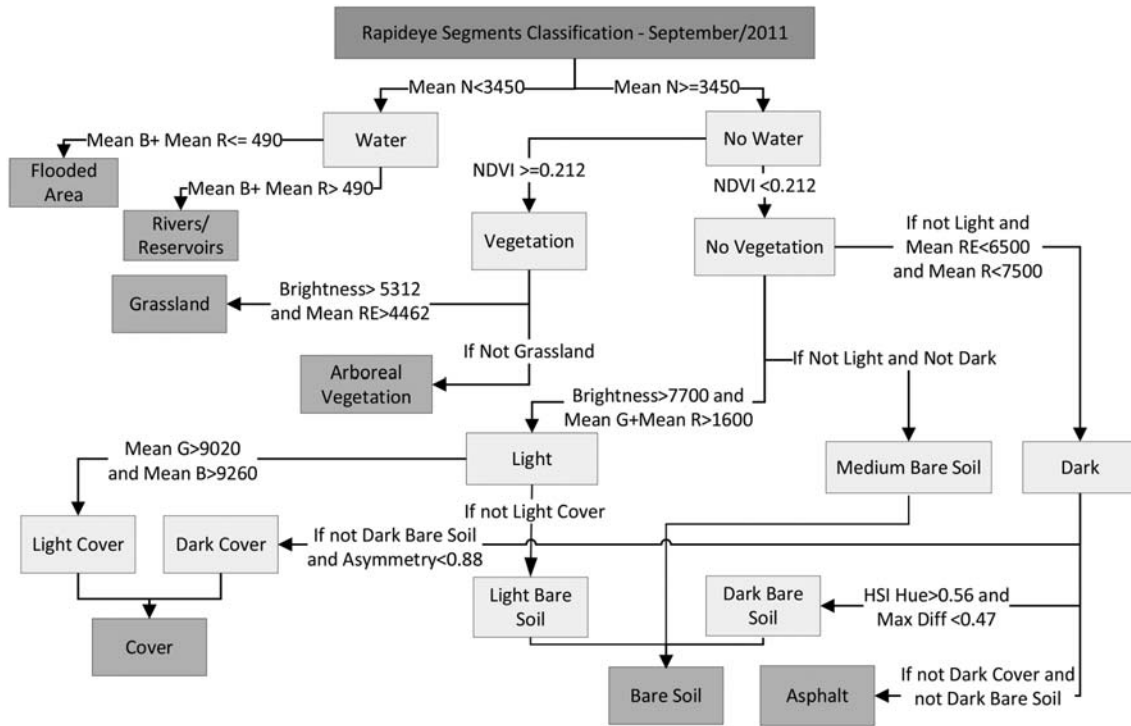 Rapideye Segments Classification - September/2011
Mean N<3450
Mean N>=3450
Mean B+ Mean R<= 490
Water
No Water
Flooded
Area
Mean B+ Mean R> 490
NDVI >=0.212
NDVI <0.212
Rivers/
Reservoirs
Vegetation
No Vegetation
If not Light and
Mean RE<6500
and Mean R<7500
Grassland
Brightness> 5312
and Mean RE>4462
If Not Grassland
If Not Light and Not Dark
Arboreal
Vegetation
Brightness>7700 and
Mean G+Mean R>1600
Mean G>9020
and Mean B>9260
Light
Medium Bare Soil
Dark
If not Light Cover
Light Cover
Dark Cover
If not Dark Bare Soil
and Asymmetry<0.88
Light Bare
Soil
Dark Bare
Soil
HSI Hue>0.56 and
Max Diff <0.47
Cover
Bare Soil
Asphalt
If not Dark Cover and
not Dark Bare Soil